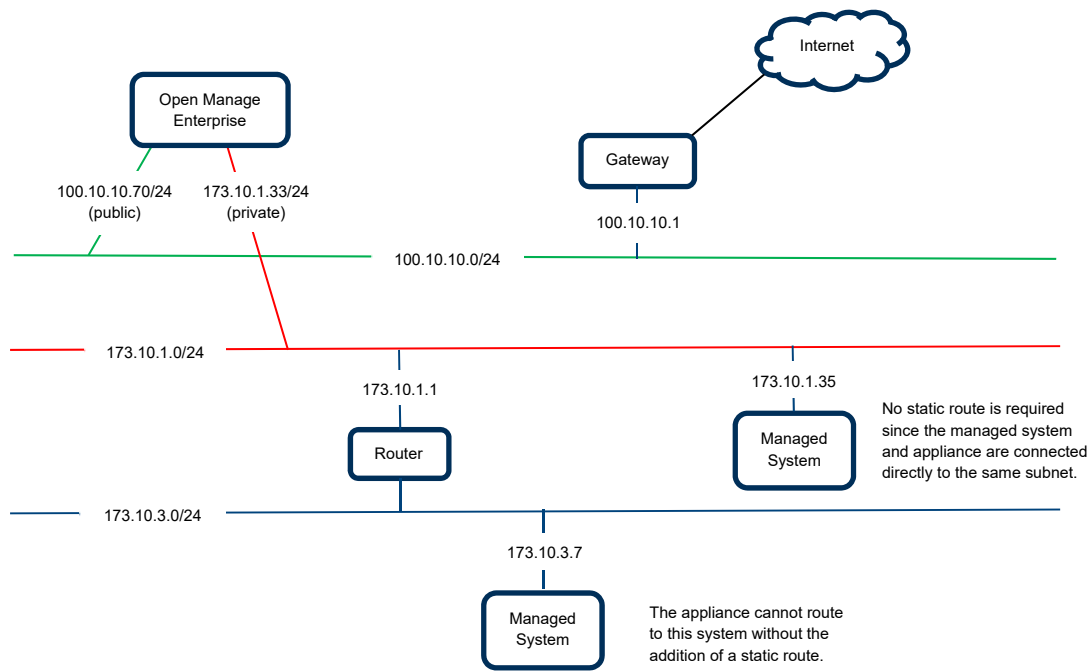 Internet
Open Manage
Enterprise
Gateway
100.10.10.70/24
(public)
173.10.1.33/24
(private)
100.10.10.1
100.10.10.0/24
173.10.1.0/24
173.10.1.1
173.10.1.35
No static route is required
since the managed system
and appliance are connected
directly to the same subnet.
Router
Managed
System
173.10.3.0/24
173.10.3.7
Managed
System
The appliance cannot route
to this system without the
addition of a static route.